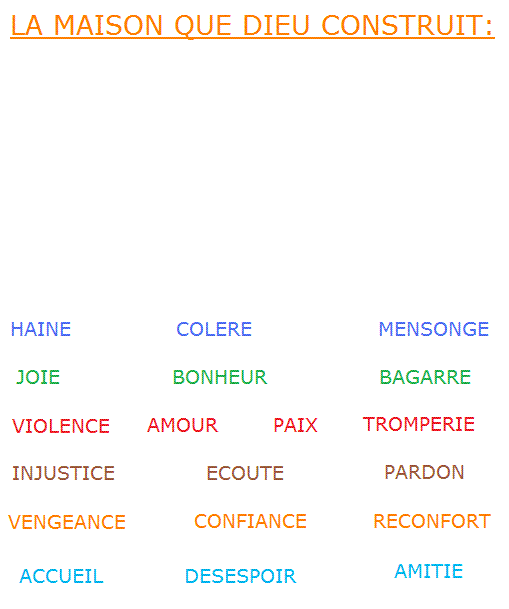 LA MAISON QUE DIEU CONSTRUIT:
HAINE COLERE MENSONGE
JOIE BONHEUR BAGARRE
VIOLENCE AMOUR PAIX TROMPERIE
INJUSTICE ECOUTE PARDON
VENGEANCE CONFIANCE RECONFORT
ACCUEIL DESESPOIR AMITIE